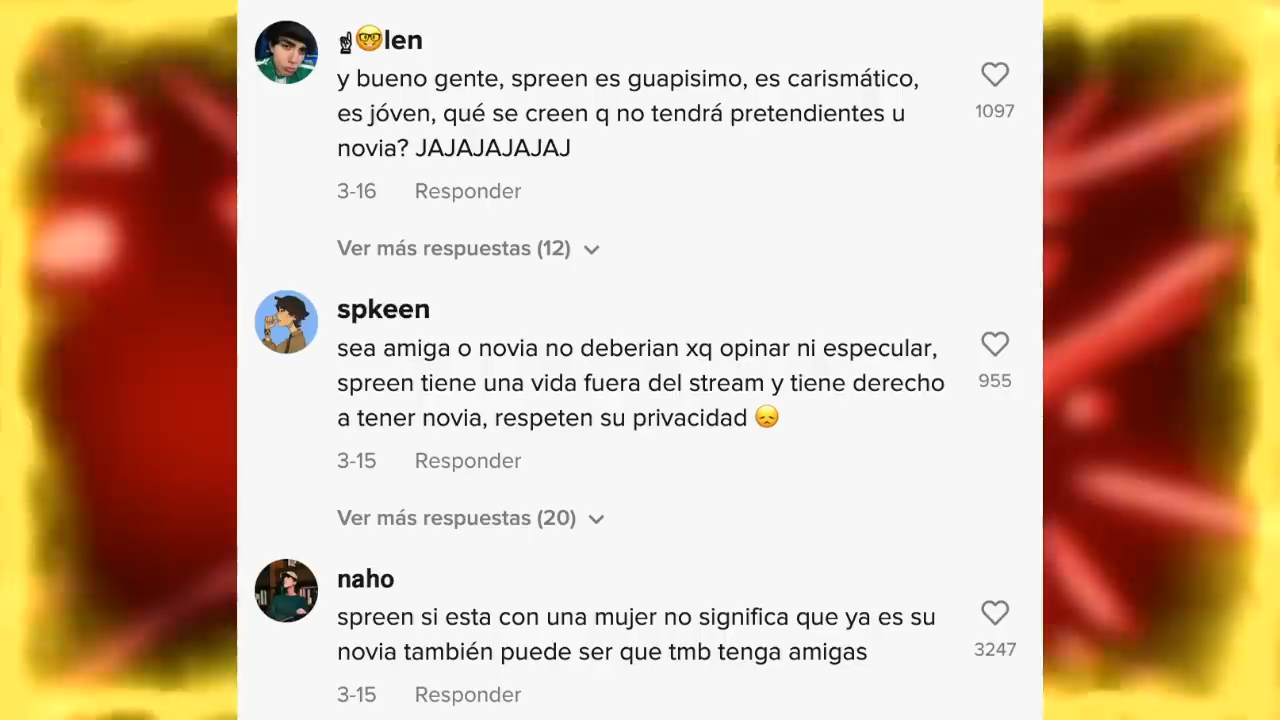 ☝🤓len
y bueno gente, spreen es guapisimo, es carismático,
es jóven, qué se creen q no tendrá pretendientes u
novia? JAJAJAJAJAJ
1097
3-16 Responder
Ver más respuestas (12)
spkeen
sea amiga o novia no deberian xq opinar ni especular,
spreen tiene una vida fuera del stream y tiene derecho
a tener novia, respeten su privacidad 😞
955
3-15 Responder
Ver más respuestas (20)
naho
spreen si esta con una mujer no significa que ya es su
novia también puede ser que tmb tenga amigas
3247
3-15 Responder